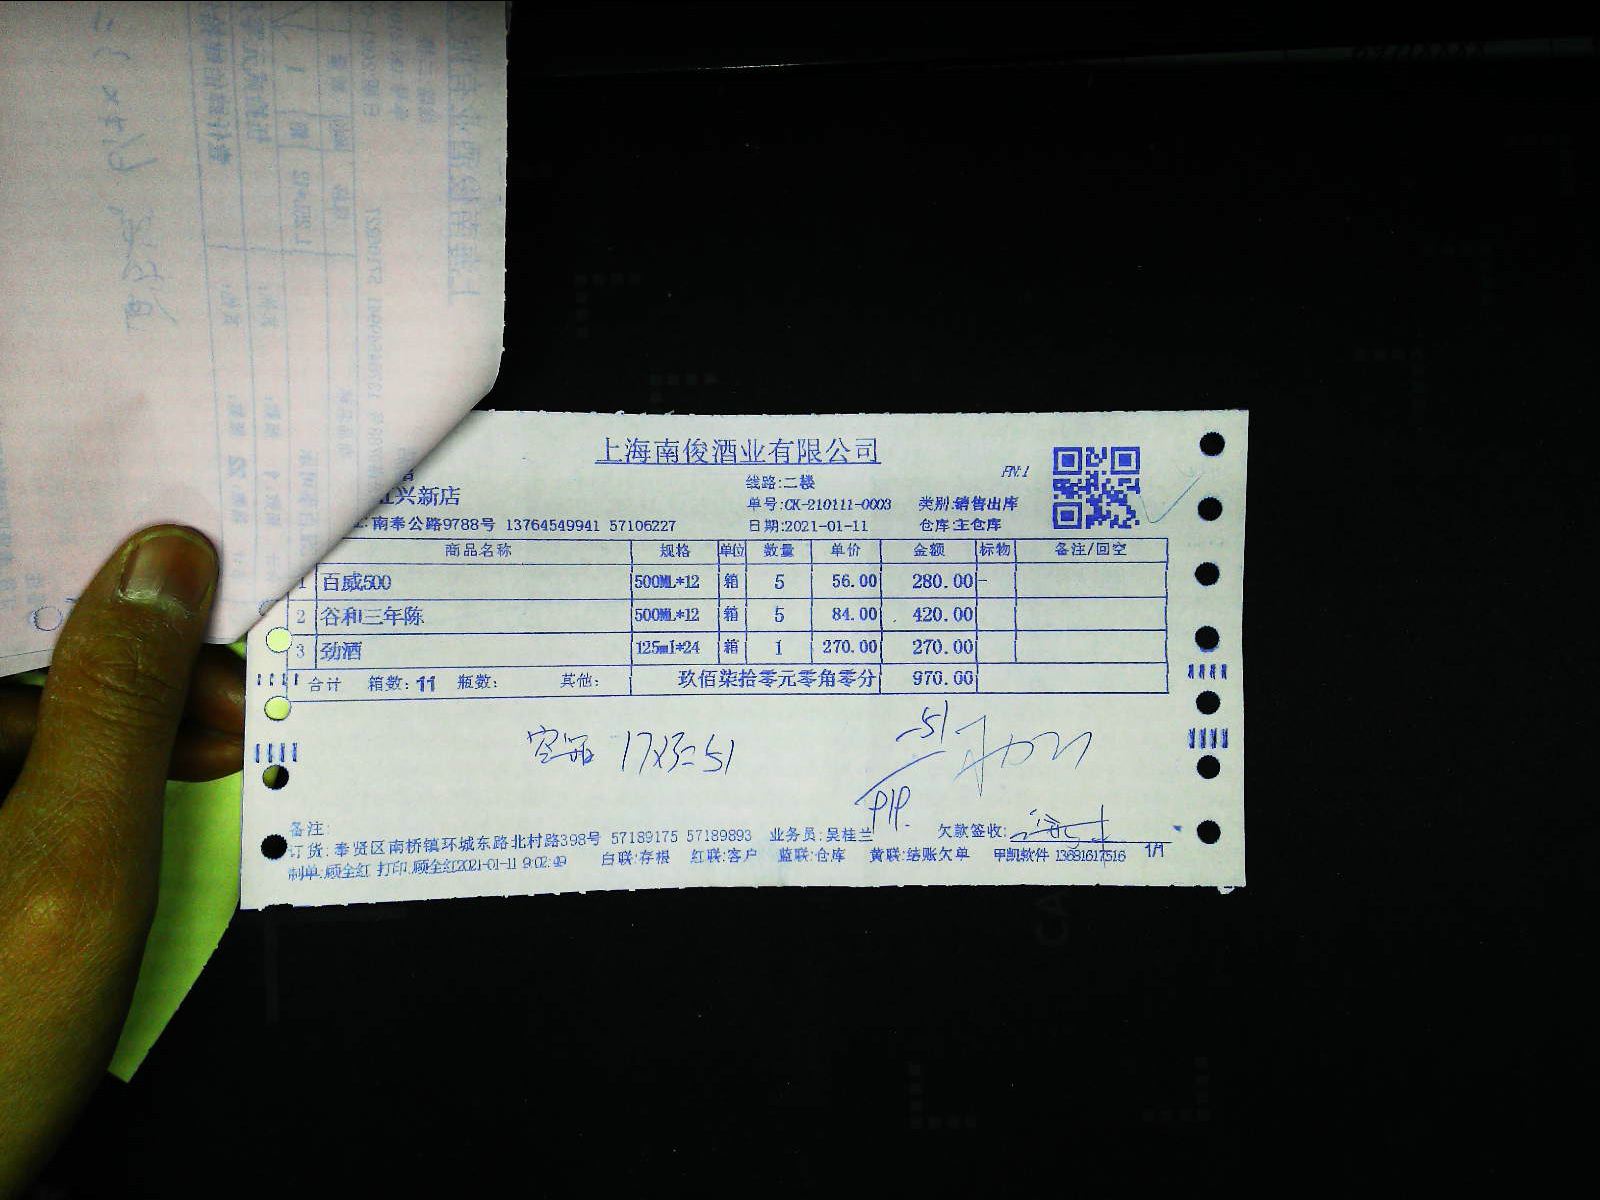 上海南俊酒业有限公司
PN:1
线路:二楼
兴新店
单号:CK-210111-0003 类别:销售出库
南奉公路9788号 13764549941 57106227
日期:2021-01-11 仓库:主仓库
商品名称 规格 单位 数量 单价 金额 标物 备注/回空
1 百威500 500ML*12 箱 5 56.00 280.00 -
2 谷和三年陈 500ML*12 箱 5 84.00 420.00
3 劲酒 125ml*24 箱 1 270.00 270.00
合计 箱数:11 瓶数: 其他: 玖佰柒拾零元零角零分 970.00
空瓶 17x3=51
-51
919.
备注:
订货:奉贤区南桥镇环城东路北村路398号 57189175 57189893 业务员:吴桂兰 欠款签收:
制单:顾全红 打印:顾全红2021-01-11 9:02:49 白联:存根 红联:客户 蓝联:仓库 黄联:结账欠单 甲凯软件 13681617516 1/1